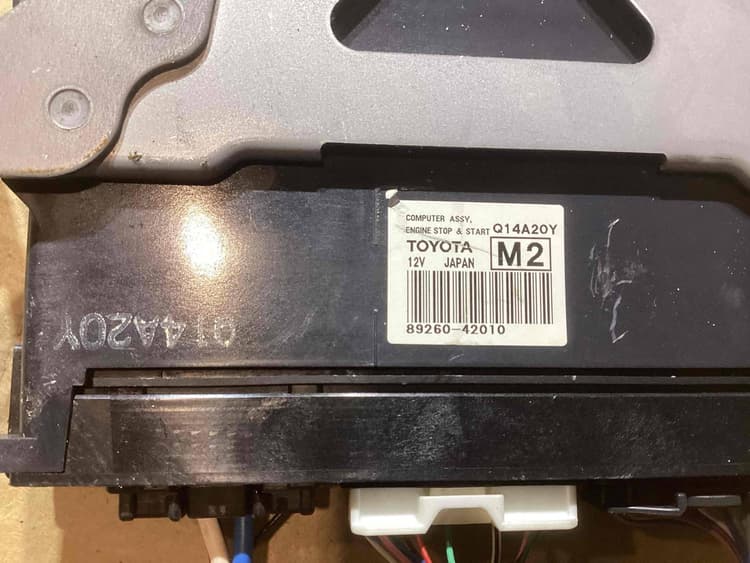 COMPUTER ASSY,
ENGINE STOP & START Q14A20Y
TOYOTA M2
12V JAPAN
89260-42010
Q14A20Y